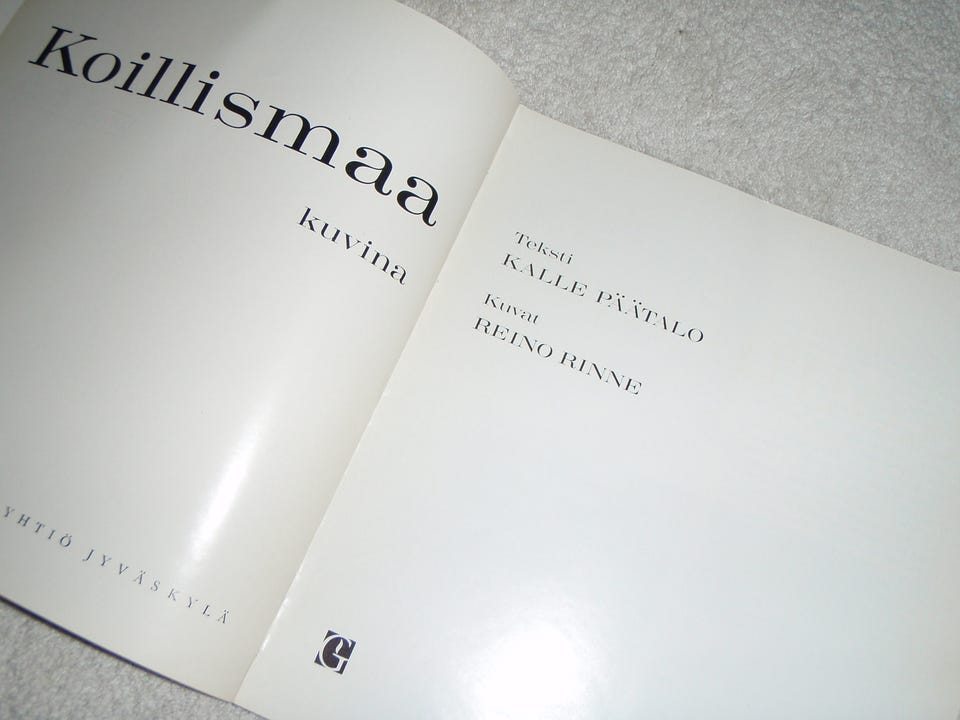 Koillismaa
kuvina
YHTIÖ JYVÄSKYLÄ
Teksti
KALLE PÄÄTALO
Kuvat
REINO RINNE
G